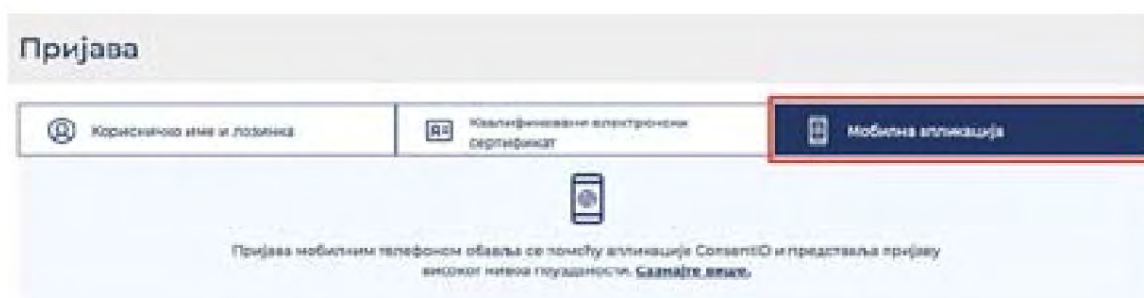 Пријава
Корисничко име и лозинка
Квалификовани електронски
сертификат
Мобилна апликација
Пријава мобилним телефоном обавља се помоћу апликације ConsentID и представља пријаву
високог нивоа поузданости. Сазнајте више.